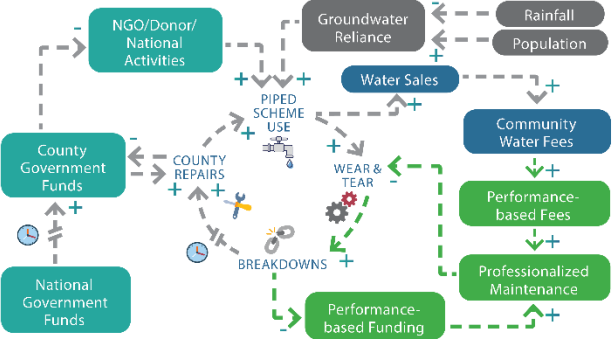 NGO/Donor/
National
Activities
Groundwater
Reliance
Rainfall
Population
-
-
+
+
+
Water Sales
+
+
PIPED
SCHEME
USE
+
Community
Water Fees
County
Government
Funds
-
+
COUNTY
REPAIRS
+
+
WEAR &
TEAR
+
-
+
Performance-
based Fees
+
+
BREAKDOWNS
+
National
Government
Funds
Professionalized
Maintenance
-
Performance-
based Funding
+